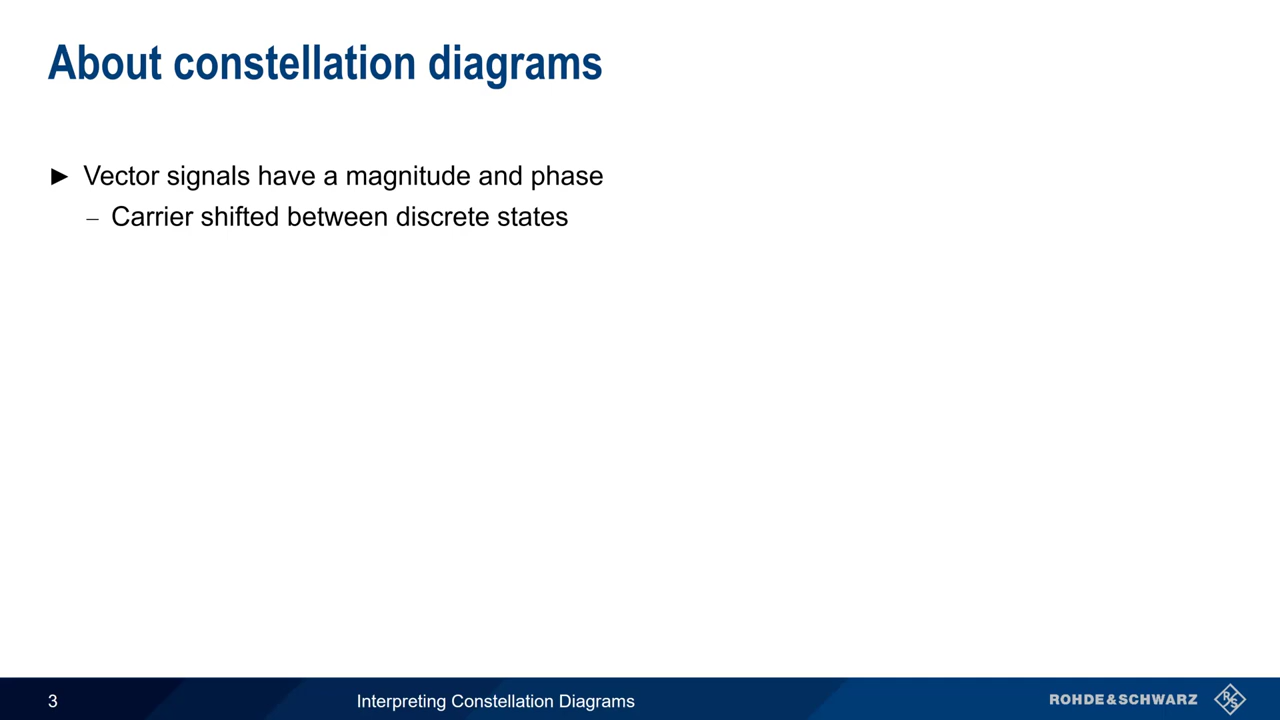 About constellation diagrams
► Vector signals have a magnitude and phase
– Carrier shifted between discrete states
3
Interpreting Constellation Diagrams
ROHDE&SCHWARZ
R&S